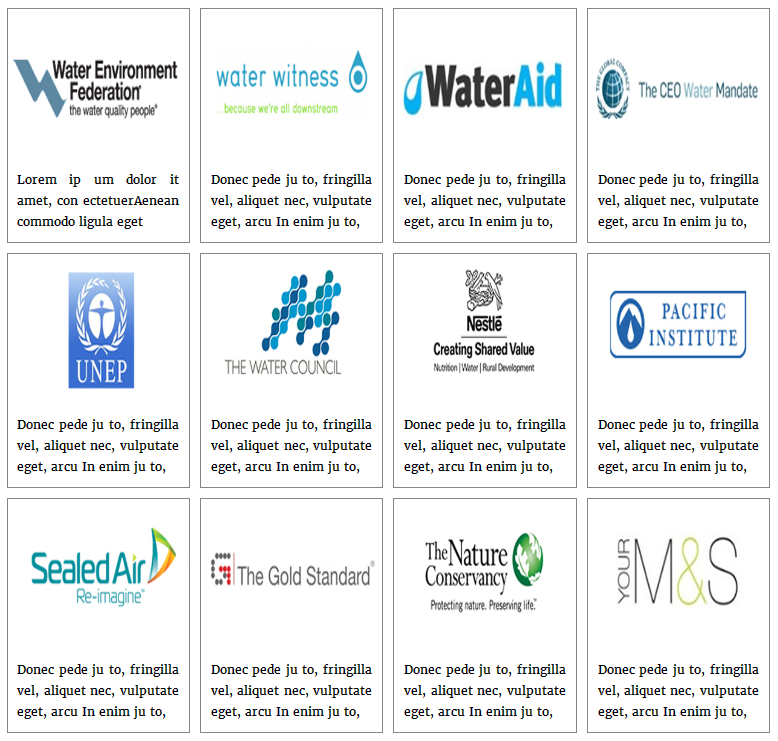 Water Environment
Federation®
the water quality people®
Lorem ip um dolor it
amet, con ectetuerAenean
commodo ligula eget
water witness
...because we're all downstream
Donec pede ju to, fringilla
vel, aliquet nec, vulputate
eget, arcu In enim ju to,
WaterAid
Donec pede ju to, fringilla
vel, aliquet nec, vulputate
eget, arcu In enim ju to,
THE GLOBAL COMPACT
The CEO Water Mandate
Donec pede ju to, fringilla
vel, aliquet nec, vulputate
eget, arcu In enim ju to,
UNEP
Donec pede ju to, fringilla
vel, aliquet nec, vulputate
eget, arcu In enim ju to,
THE WATER COUNCIL
Donec pede ju to, fringilla
vel, aliquet nec, vulputate
eget, arcu In enim ju to,
Nestlé
Creating Shared Value
Nutrition | Water | Rural Development
Donec pede ju to, fringilla
vel, aliquet nec, vulputate
eget, arcu In enim ju to,
PACIFIC
INSTITUTE
Donec pede ju to, fringilla
vel, aliquet nec, vulputate
eget, arcu In enim ju to,
Sealed Air
Re-imagine™
Donec pede ju to, fringilla
vel, aliquet nec, vulputate
eget, arcu In enim ju to,
The Gold Standard®
Donec pede ju to, fringilla
vel, aliquet nec, vulputate
eget, arcu In enim ju to,
The Nature
Conservancy
Protecting nature. Preserving life.™
Donec pede ju to, fringilla
vel, aliquet nec, vulputate
eget, arcu In enim ju to,
YOUR
M&S
Donec pede ju to, fringilla
vel, aliquet nec, vulputate
eget, arcu In enim ju to,